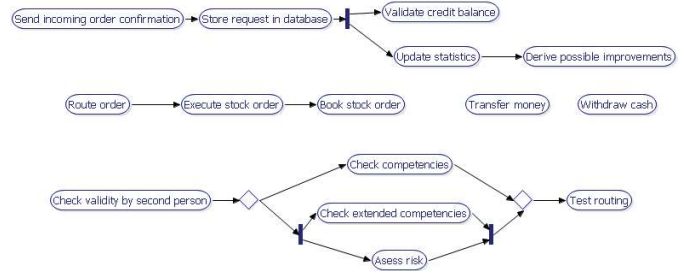 Send incoming order confirmation
Store request in database
Validate credit balance
Update statistics
Derive possible improvements
Route order
Execute stock order
Book stock order
Transfer money
Withdraw cash
Check validity by second person
Check competencies
Check extended competencies
Asess risk
Test routing